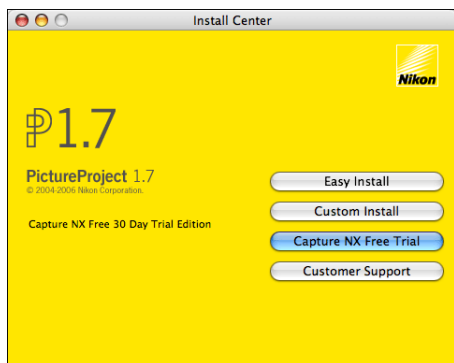 Install Center
Nikon
P1.7
PictureProject 1.7
© 2004-2006 Nikon Corporation.
Capture NX Free 30 Day Trial Edition
Easy Install
Custom Install
Capture NX Free Trial
Customer Support